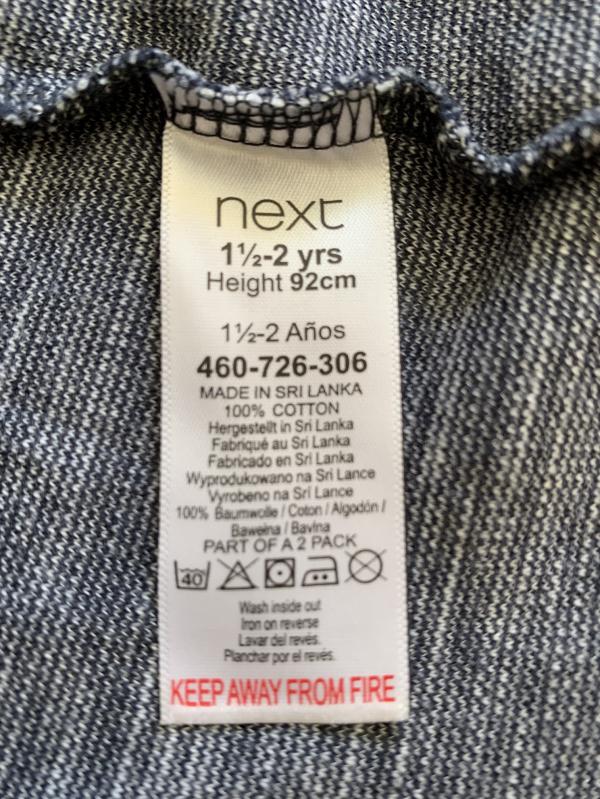 next
1½-2 yrs
Height 92cm
1½-2 Años
460-726-306
MADE IN SRI LANKA
100% COTTON
Hergestellt in Sri Lanka
Fabriqué au Sri Lanka
Fabricado en Sri Lanka
Wyprodukowano na Sri Lance
Vyrobeno na Srí Lance
100% Baumwolle / Coton / Algodón /
Bawełna / Bavlna
PART OF A 2 PACK
40
Wash inside out
Iron on reverse
Lavar del revés.
Planchar por el revés.
KEEP AWAY FROM FIRE